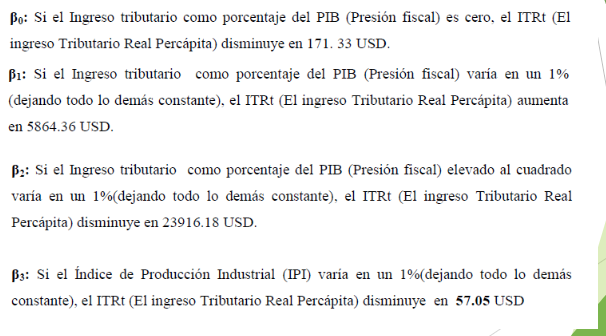 β₀: Si el Ingreso tributario como porcentaje del PIB (Presión fiscal) es cero, el ITRt (El
ingreso Tributario Real Percápita) disminuye en 171. 33 USD.
β₁: Si el Ingreso tributario como porcentaje del PIB (Presión fiscal) varía en un 1%
(dejando todo lo demás constante), el ITRt (El ingreso Tributario Real Percápita) aumenta
en 5864.36 USD.
β₂: Si el Ingreso tributario como porcentaje del PIB (Presión fiscal) elevado al cuadrado
varía en un 1%(dejando todo lo demás constante), el ITRt (El ingreso Tributario Real
Percápita) disminuye en 23916.18 USD.
β₃: Si el Índice de Producción Industrial (IPI) varía en un 1%(dejando todo lo demás
constante), el ITRt (El ingreso Tributario Real Percápita) disminuye en 57.05 USD